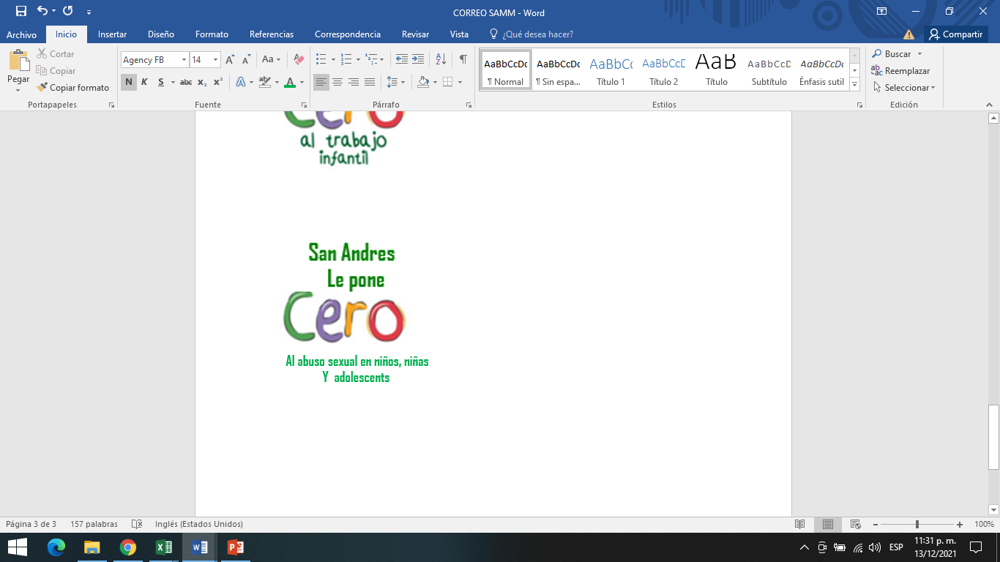 CORREO SAMM - Word
Archivo Inicio Insertar Diseño Formato Referencias Correspondencia Revisar Vista ¿Qué desea hacer? Compartir
Pegar
Cortar
Copiar
Copiar formato
Portapapeles
Agency FB 14
Aa
N K S abc x₂ x² A A
Fuente
Párrafo
AaBbCcDc AaBbCcDc AaBbCc AaBbCcD AaB AaBbCcD AaBbCcDc
¶ Normal ¶ Sin espa... Título 1 Título 2 Título Subtítulo Énfasis sutil
Estilos
Buscar
Reemplazar
Seleccionar
Edición
Cero
al trabajo
infantil
San Andres
Le pone
Cero
Al abuso sexual en niños, niñas
Y adolescents
Página 3 de 3 157 palabras Inglés (Estados Unidos) 100%
ESP
11:31 p. m.
13/12/2021